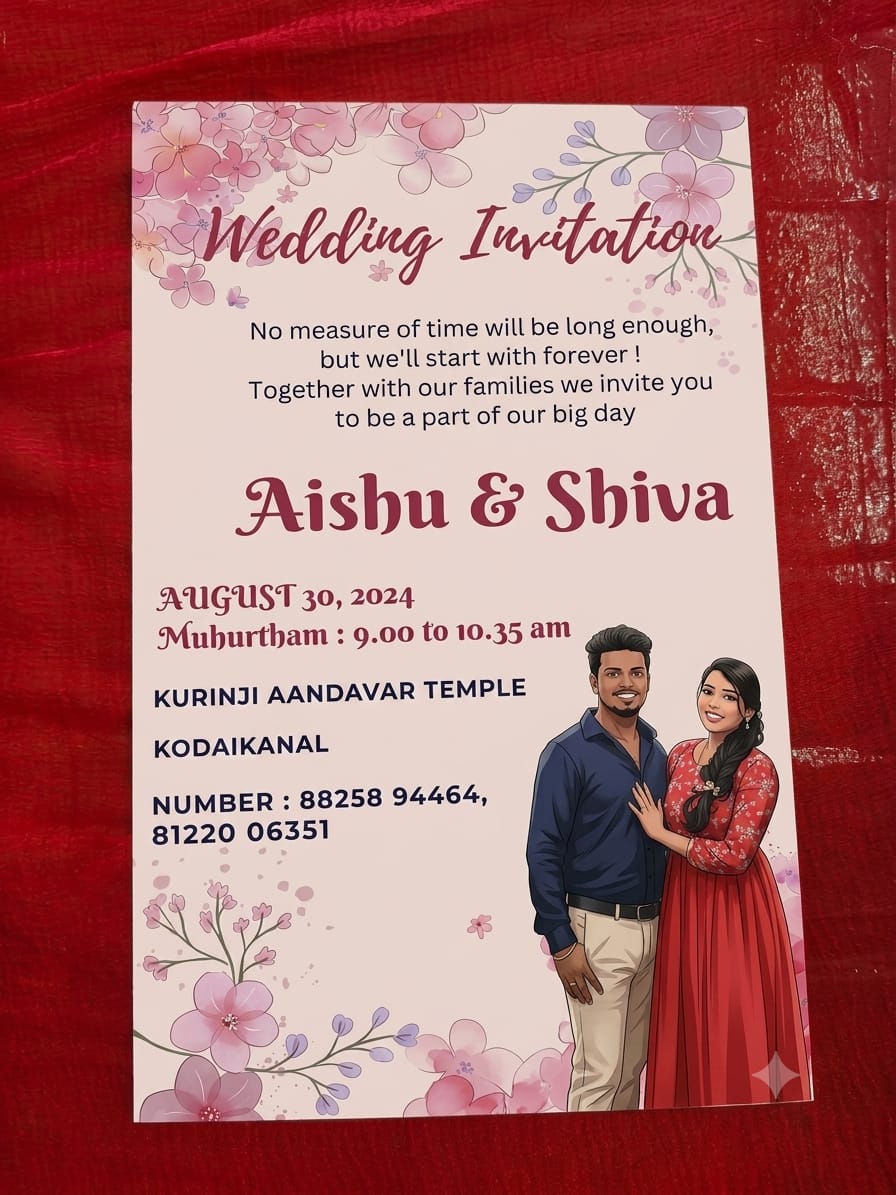 Wedding Invitation
No measure of time will be long enough,
but we'll start with forever !
Together with our families we invite you
to be a part of our big day
Aishu & Shiva
AUGUST 30, 2024
Muhurtham : 9.00 to 10.35 am
KURINJI AANDAVAR TEMPLE
KODAIKANAL
NUMBER : 88258 94464,
81220 06351